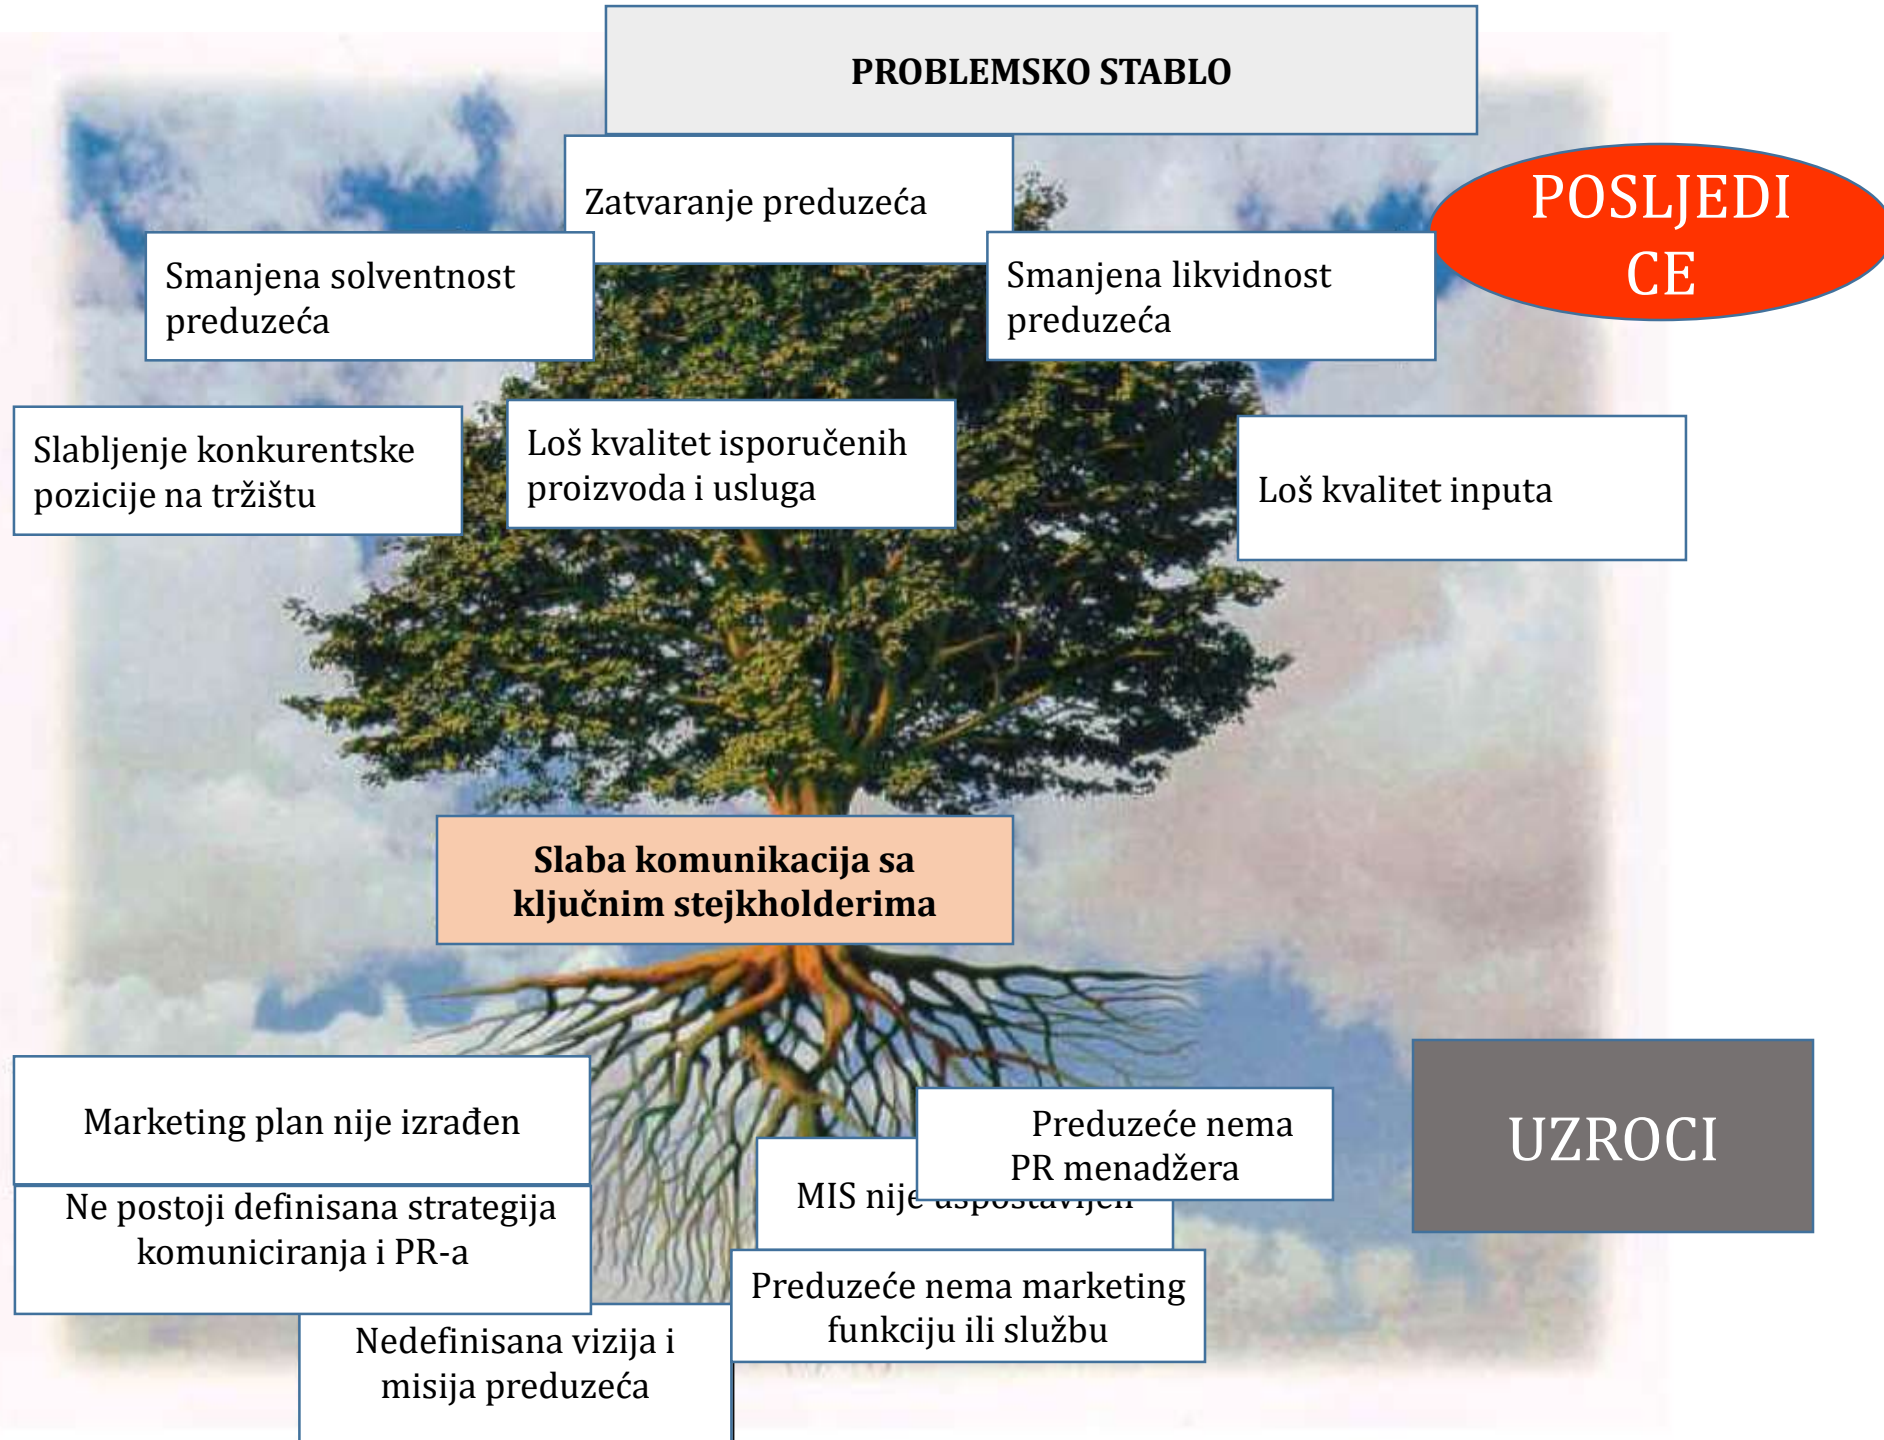 PROBLEMSKO STABLO
Zatvaranje preduzeća
POSLJEDI
CE
Smanjena solventnost
preduzeća
Smanjena likvidnost
preduzeća
Slabljenje konkurentske
pozicije na tržištu
Loš kvalitet isporučenih
proizvoda i usluga
Loš kvalitet inputa
Slaba komunikacija sa
ključnim stejkholderima
Marketing plan nije izrađen
Ne postoji definisana strategija
komuniciranja i PR-a
Nedefinisana vizija i
misija preduzeća
Preduzeće nema
PR menadžera
MIS nije uspostavljen
Preduzeće nema marketing
funkciju ili službu
UZROCI